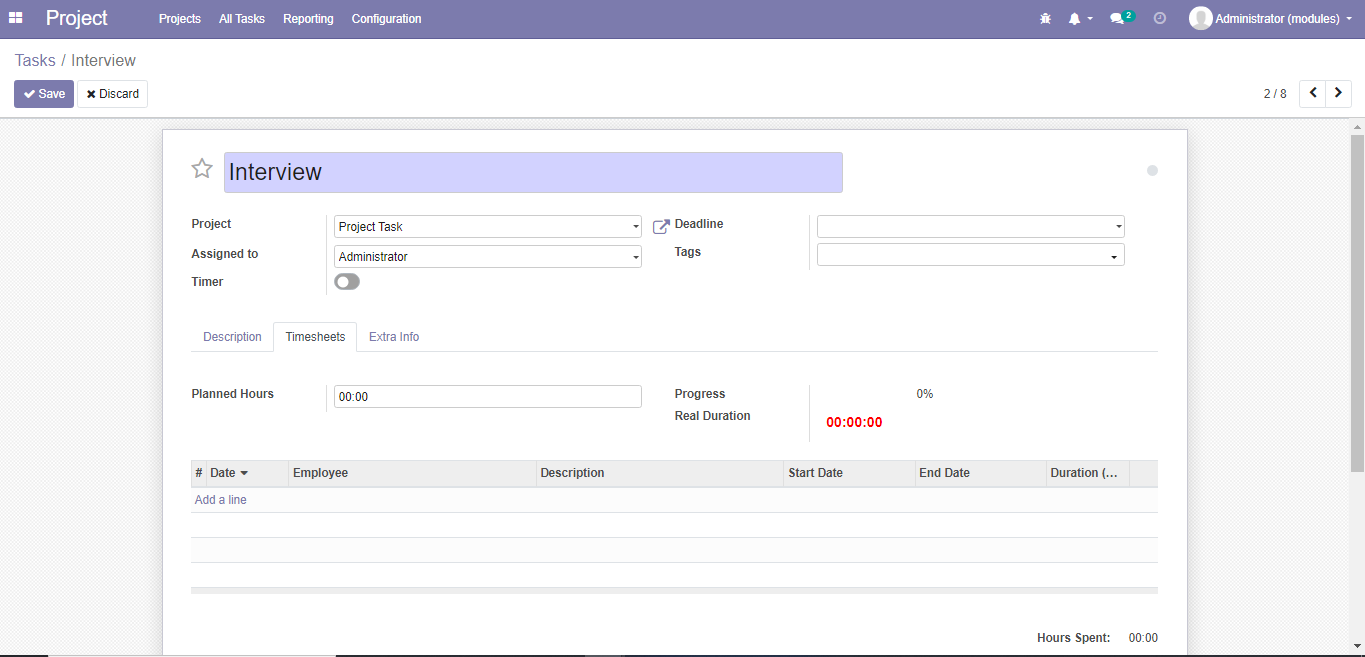 Project Projects All Tasks Reporting Configuration 2 Administrator (modules)
Tasks / Interview
Save Discard 2 / 8
Interview
Project Project Task Deadline
Assigned to Administrator Tags
Timer
Description Timesheets Extra Info
Planned Hours 00:00 Progress 0%
Real Duration 00:00:00
# Date Employee Description Start Date End Date Duration (...
Add a line
Hours Spent: 00:00